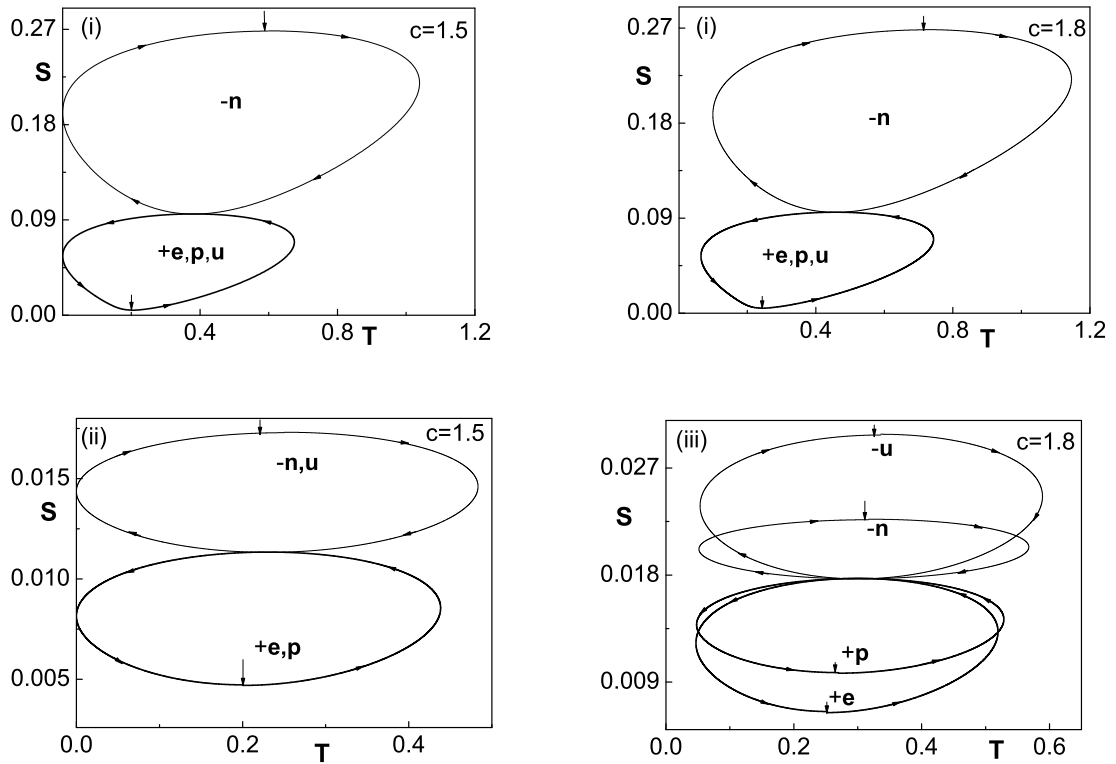 (i)
c=1.5
0.27
S
-n
0.18
0.09
+e,p,u
0.00
0.4
0.8
1.2
T
(i)
c=1.8
0.27
S
-n
0.18
0.09
+e,p,u
0.00
0.4
0.8
1.2
T
(ii)
c=1.5
-n,u
0.015
S
0.010
+e,p
0.005
0.0
0.2
0.4
T
(iii)
c=1.8
-u
0.027
S
-n
0.018
+p
0.009
+e
0.0
0.2
0.4
0.6
T